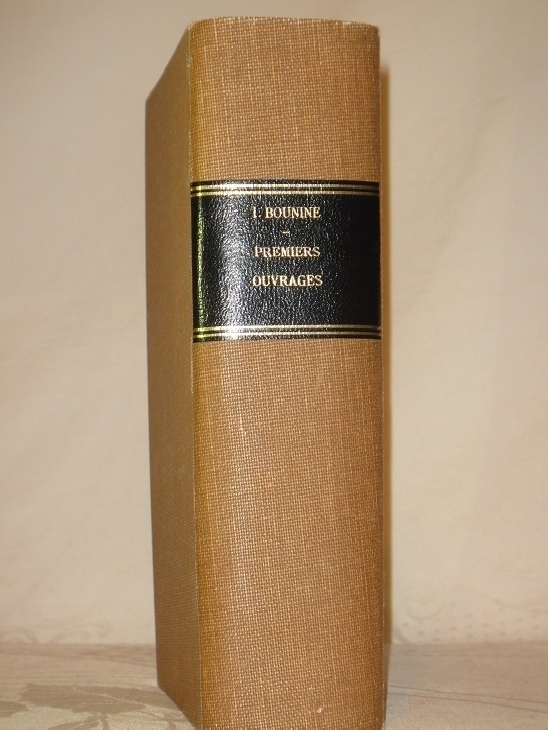 I. BOUNINE
–
PREMIERS
OUVRAGES